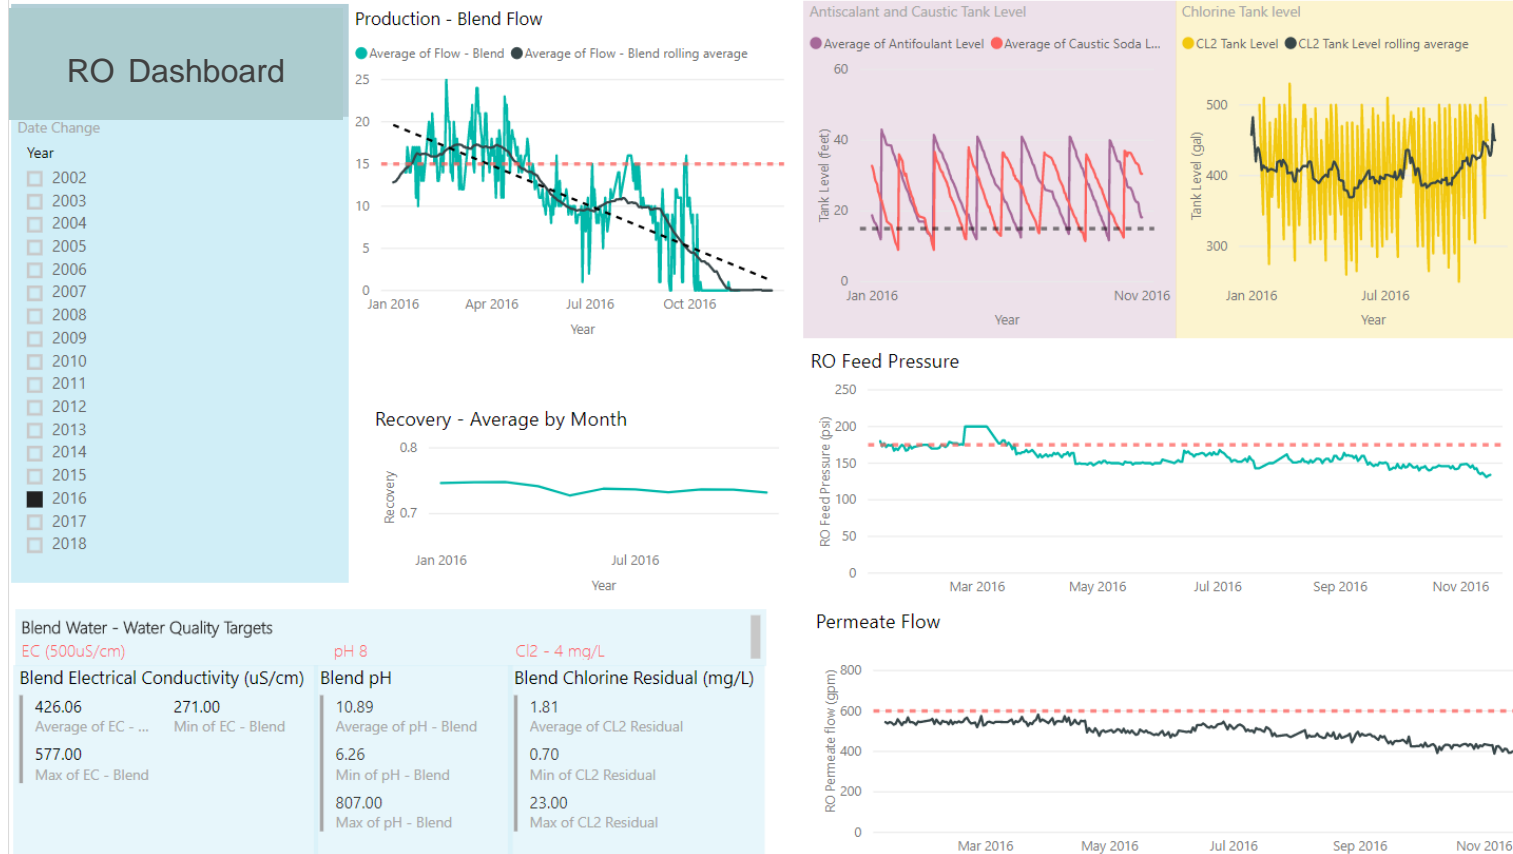 RO Dashboard
Date Change
Year
2002
2003
2004
2005
2006
2007
2008
2009
2010
2011
2012
2013
2014
2015
2016
2017
2018
Production - Blend Flow
Average of Flow - Blend Average of Flow - Blend rolling average
25
20
15
10
5
0
Jan 2016 Apr 2016 Jul 2016 Oct 2016
Year
Recovery - Average by Month
0.8
Recovery
0.7
Jan 2016 Jul 2016
Year
Antiscalant and Caustic Tank Level
Average of Antifoulant Level Average of Caustic Soda L...
60
40
20
0
Tank Level (feet)
Jan 2016 Nov 2016
Year
Chlorine Tank level
CL2 Tank Level CL2 Tank Level rolling average
500
400
300
Tank Level (gal)
Jan 2016 Jul 2016
Year
RO Feed Pressure
250
200
150
100
50
0
RO Feed Pressure (psi)
Mar 2016 May 2016 Jul 2016 Sep 2016 Nov 2016
Permeate Flow
800
600
400
200
0
RO Permeate flow (gpm)
Mar 2016 May 2016 Jul 2016 Sep 2016 Nov 2016
Blend Water - Water Quality Targets
EC (500uS/cm) pH 8 Cl2 - 4 mg/L
Blend Electrical Conductivity (uS/cm)
426.06 271.00
Average of EC - ... Min of EC - Blend
577.00
Max of EC - Blend
Blend pH
10.89
Average of pH - Blend
6.26
Min of pH - Blend
807.00
Max of pH - Blend
Blend Chlorine Residual (mg/L)
1.81
Average of CL2 Residual
0.70
Min of CL2 Residual
23.00
Max of CL2 Residual